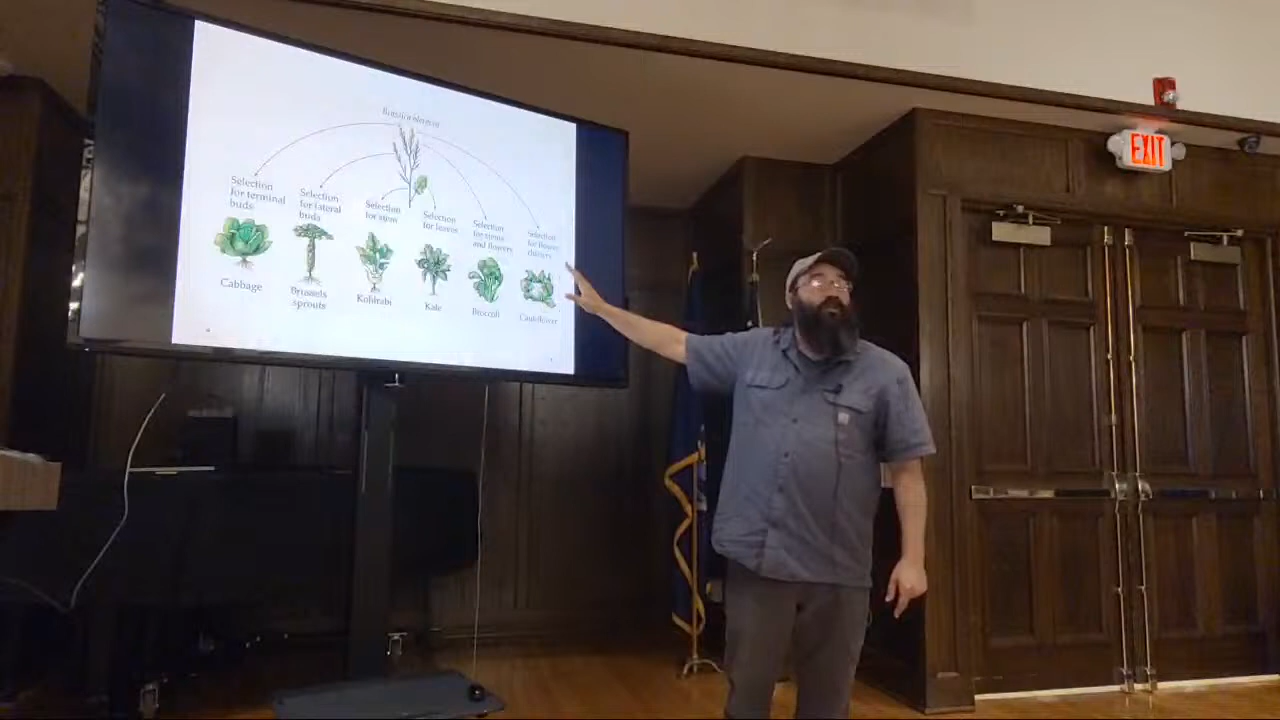 Brassica oleracea
Selection
for terminal
buds
Selection
for lateral
buds
Selection
for stem
Selection
for leaves
Selection
for stems
and flowers
Selection
for flower
clusters
Cabbage
Brussels
sprouts
Kohlrabi
Kale
Broccoli
Cauliflower
EXIT